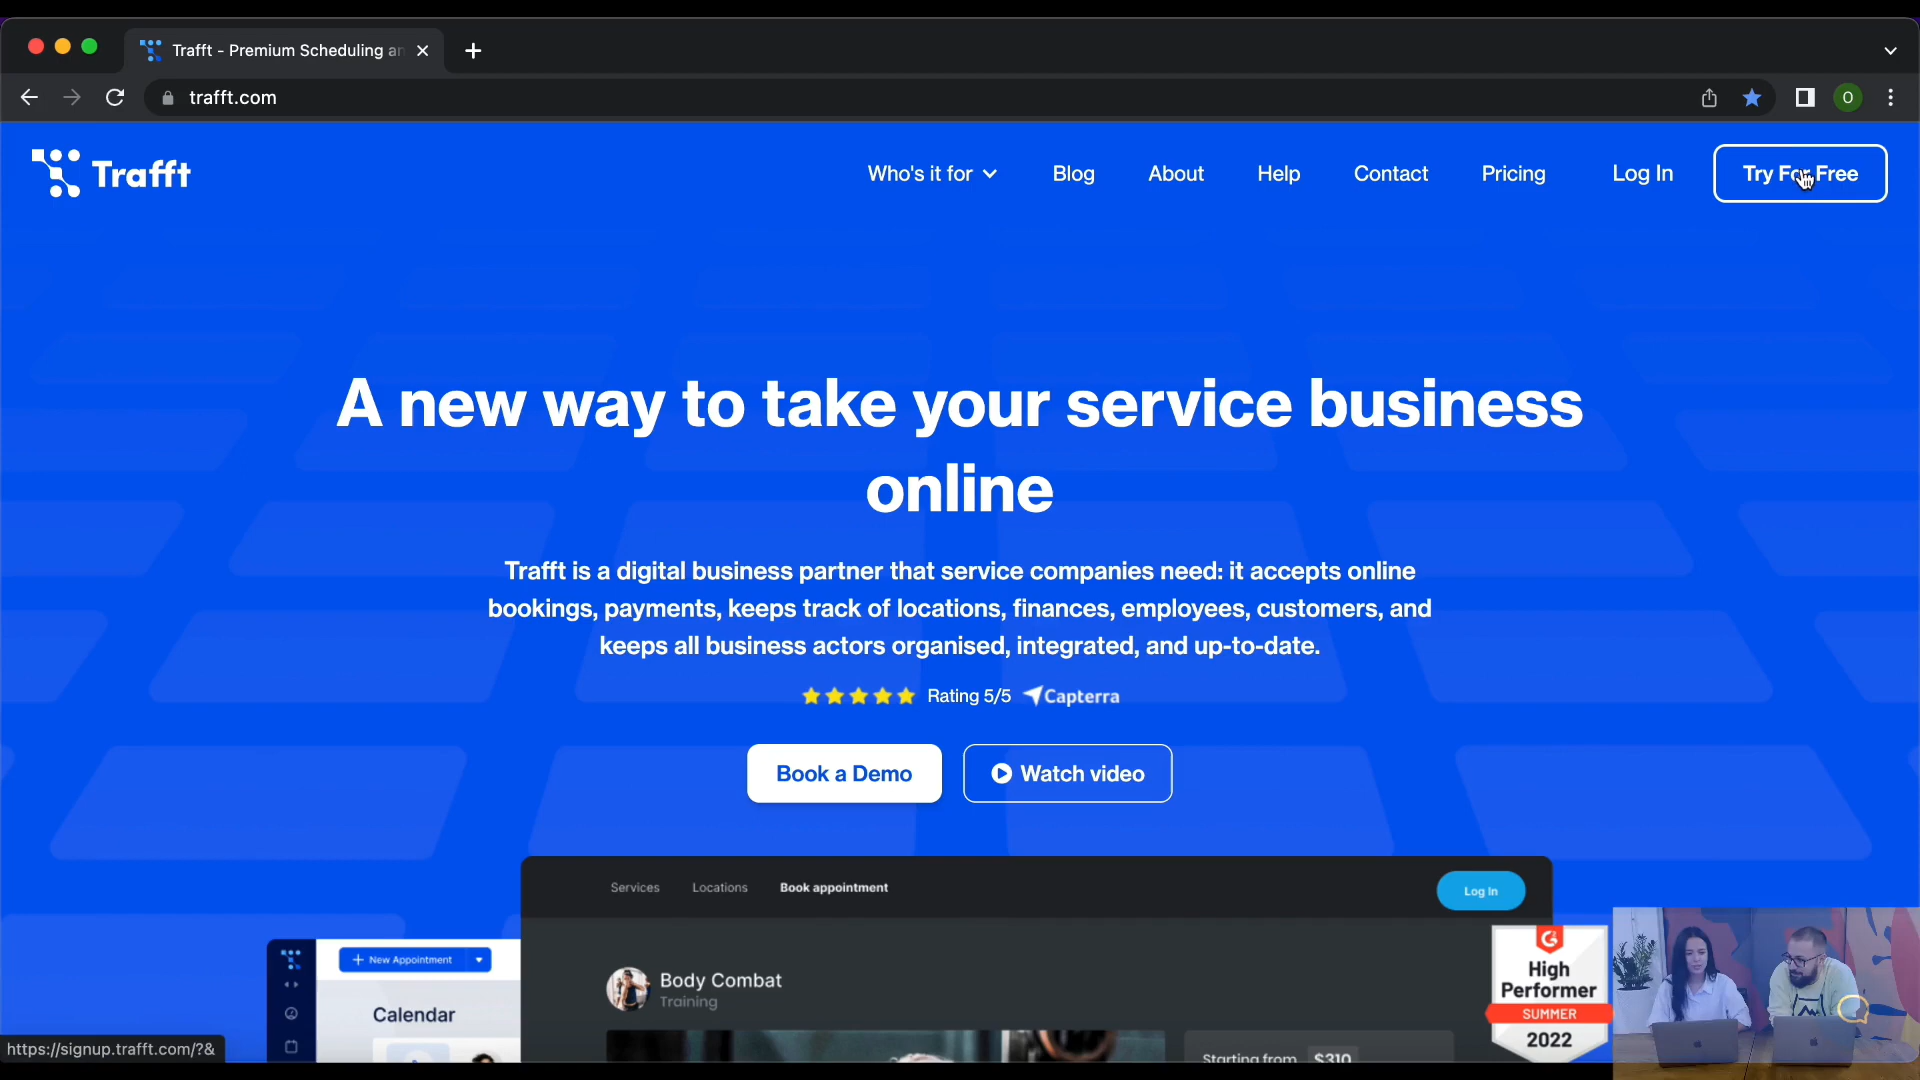 Trafft - Premium Scheduling an
trafft.com
O
Trafft
Who's it for
Blog
About
Help
Contact
Pricing
Log In
Try For Free
A new way to take your service business
online
Trafft is a digital business partner that service companies need: it accepts online
bookings, payments, keeps track of locations, finances, employees, customers, and
keeps all business actors organised, integrated, and up-to-date.
Rating 5/5 Capterra
Book a Demo
Watch video
Services
Locations
Book appointment
Log In
+ New Appointment
Calendar
Body Combat
Training
Starting from $310
G
High
Performer
SUMMER
2022
https://signup.trafft.com/?&